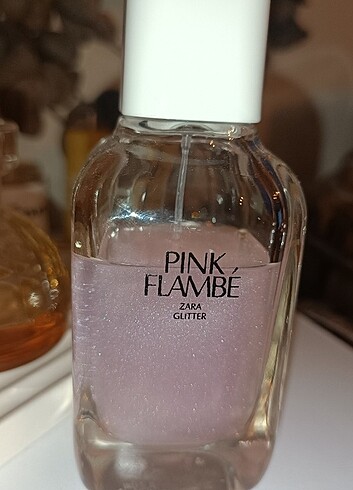 PINK
FLAMBÉ
ZARA
GLITTER